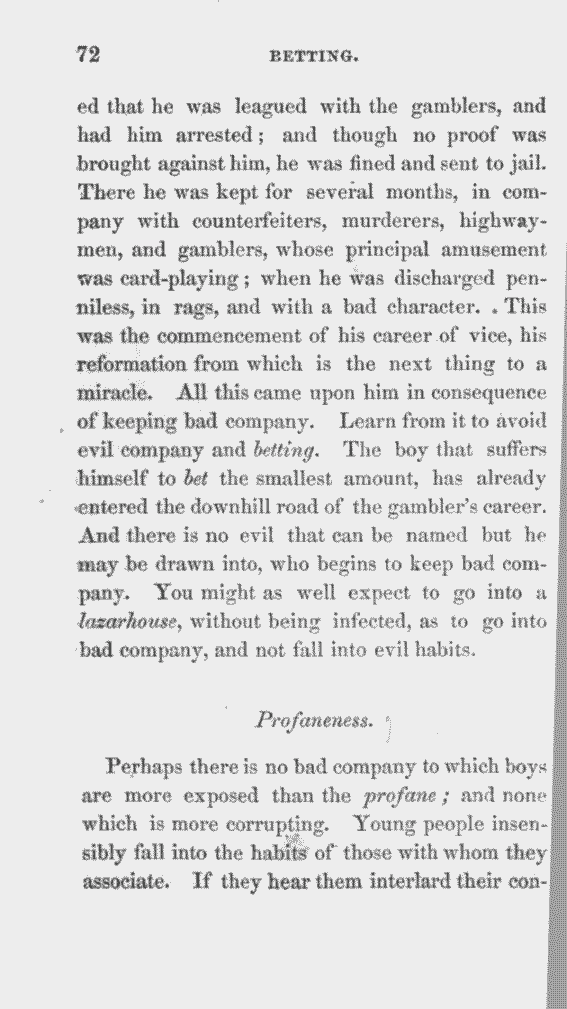 72 BETTING.
ed that he was leagued with the gamblers, and
had him arrested; and though no proof was
brought against him, he was fined and sent to jail.
There he was kept for several months, in com-
pany with counterfeiters, murderers, highway-
men, and gamblers, whose principal amusement
was card-playing; when he was discharged pen-
niless, in rags, and with a bad character. This
was the commencement of his career of vice, his
reformation from which is the next thing to a
miracle. All this came upon him in consequence
of keeping bad company. Learn from it to avoid
evil company and betting. The boy that suffers
himself to bet the smallest amount, has already
entered the downhill road of the gambler's career.
And there is no evil that can be named but he
may be drawn into, who begins to keep bad com-
pany. You might as well expect to go into a
lazarhouse, without being infected, as to go into
bad company, and not fall into evil habits.
Profaneness.
Perhaps there is no bad company to which boys
are more exposed than the profane; and none
which is more corrupting. Young people insen-
sibly fall into the habits of those with whom they
associate. If they hear them interlard their con-